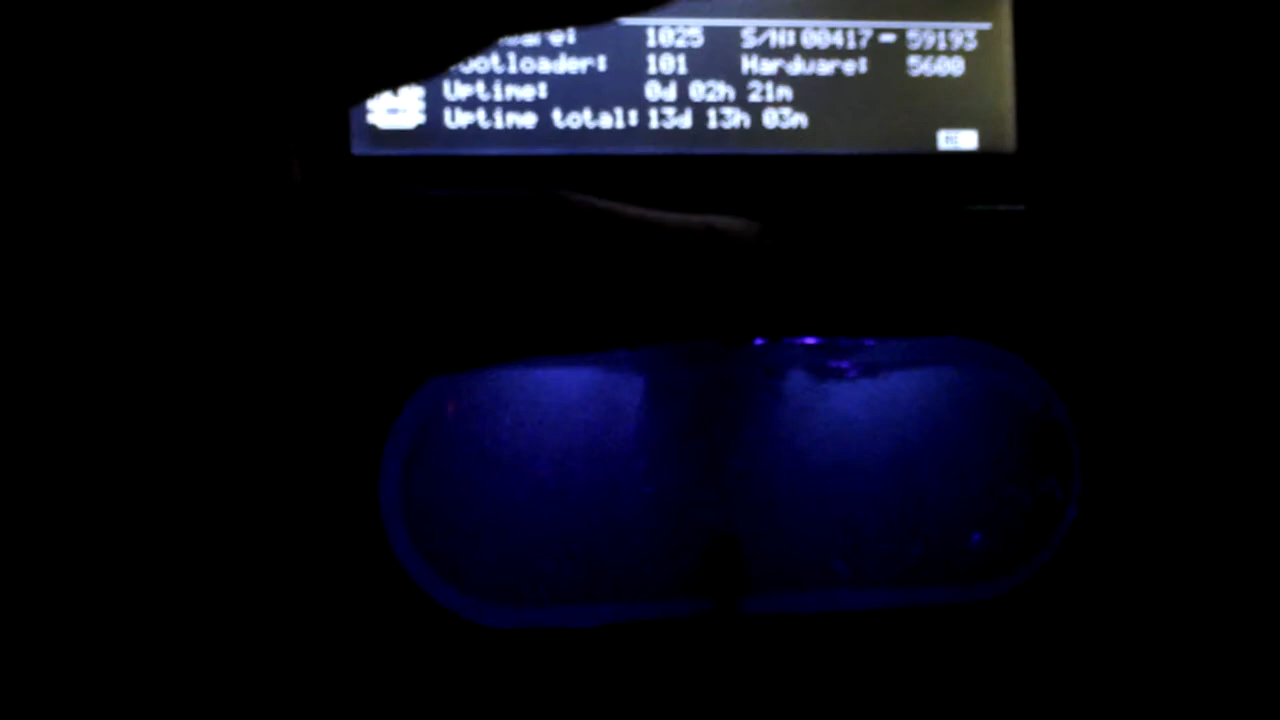 1025 S/N:00417-59193
Bootloader: 101 Hardware: 5600
Uptime: 0d 02h 21m
Uptime total: 13d 13h 03m